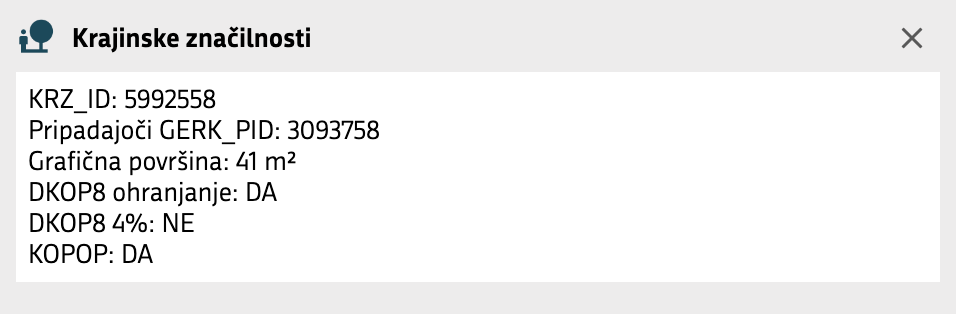 Krajinske značilnosti
KRZ_ID: 5992558
Pripadajoči GERK_PID: 3093758
Grafična površina: 41 m²
DKOP8 ohranjanje: DA
DKOP8 4%: NE
KOPOP: DA